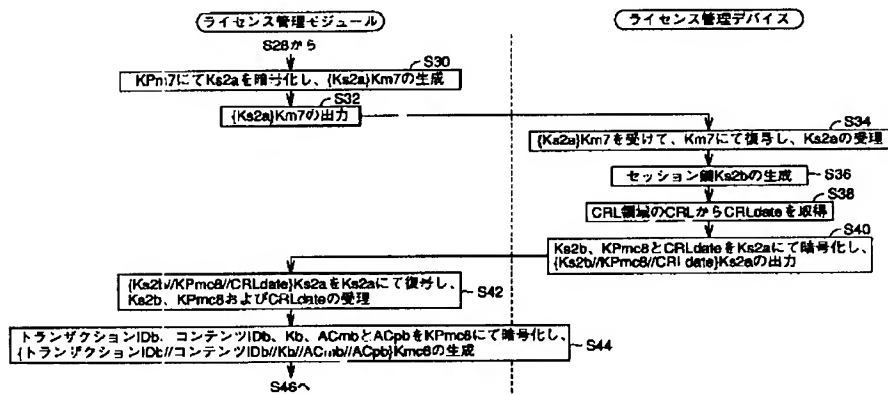 ライセンス管理モジュール
ライセンス管理デバイス
S28から
S30
KPm7にてKs2aを暗号化し、{Ks2a}Km7の生成
S32
{Ks2a}Km7の出力
S34
{Ks2a}Km7を受けて、Km7にて復号し、Ks2aの受理
セッション鍵Ks2bの生成
S36
S38
CRL領域のCRLからCRLdateを取得
S40
Ks2b、KPmc8とCRLdateをKs2aにて暗号化し、
{Ks2b//KPmc8//CRLdate}Ks2aの出力
{Ks2b//KPmc8//CRLdate}Ks2aをKs2aにて復号し、
Ks2b、KPmc8およびCRLdateの受理
S42
トランザクションIDb、コンテンツIDb、Kb、ACmbとACpbをKPmc8にて暗号化し、
{トランザクションIDb//コンテンツIDb//Kb//ACmb//ACpb}Kmc8の生成
S44
S46へ